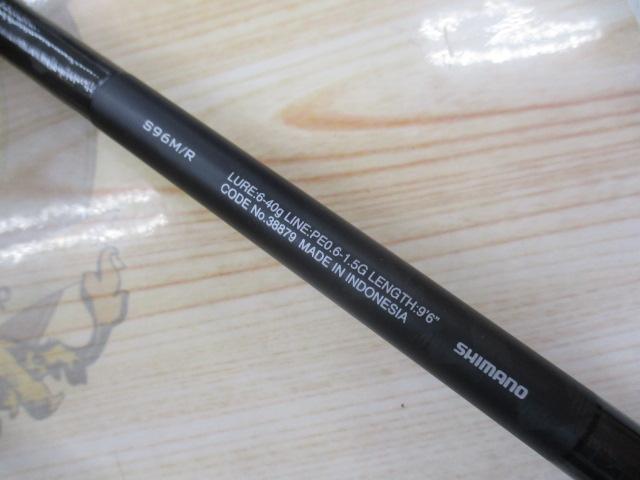 S96M/R
LURE:6-40g LINE:PE0.6-1.5G LENGTH:9'6"
CODE No.38879 MADE IN INDONESIA
SHIMANO